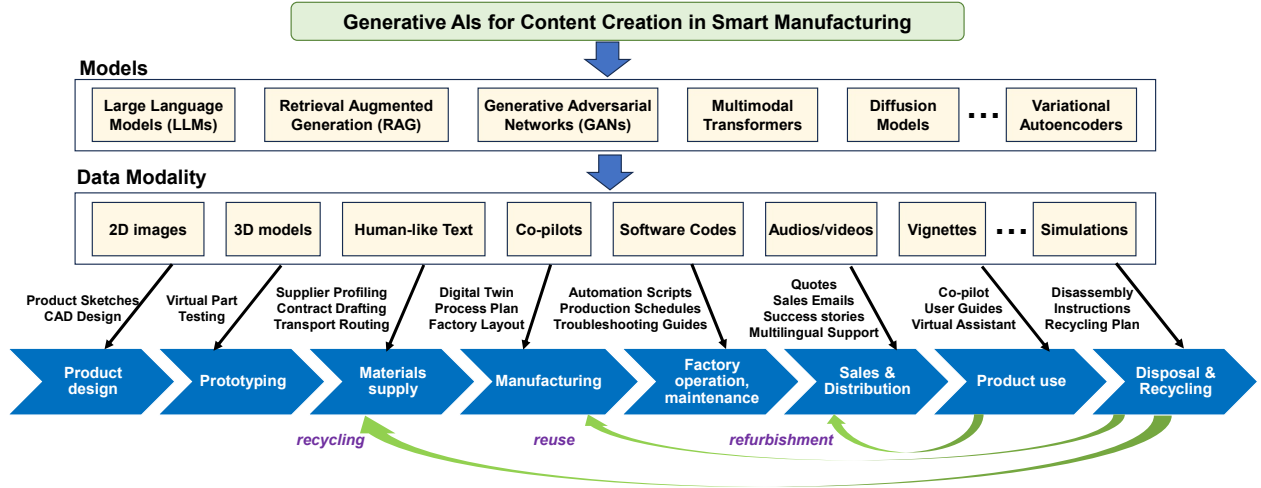 Generative AIs for Content Creation in Smart Manufacturing
Models
Large Language
Models (LLMs)
Retrieval Augmented
Generation (RAG)
Generative Adversarial
Networks (GANs)
Multimodal
Transformers
Diffusion
Models
...
Variational
Autoencoders
Data Modality
2D images
3D models
Human-like Text
Co-pilots
Software Codes
Audios/videos
Vignettes
...
Simulations
Product Sketches
CAD Design
Virtual Part
Testing
Supplier Profiling
Contract Drafting
Transport Routing
Digital Twin
Process Plan
Factory Layout
Automation Scripts
Production Schedules
Troubleshooting Guides
Quotes
Sales Emails
Success stories
Multilingual Support
Co-pilot
User Guides
Virtual Assistant
Disassembly
Instructions
Recycling Plan
Product
design
Prototyping
Materials
supply
Manufacturing
Factory
operation,
maintenance
Sales &
Distribution
Product use
Disposal &
Recycling
recycling
reuse
refurbishment